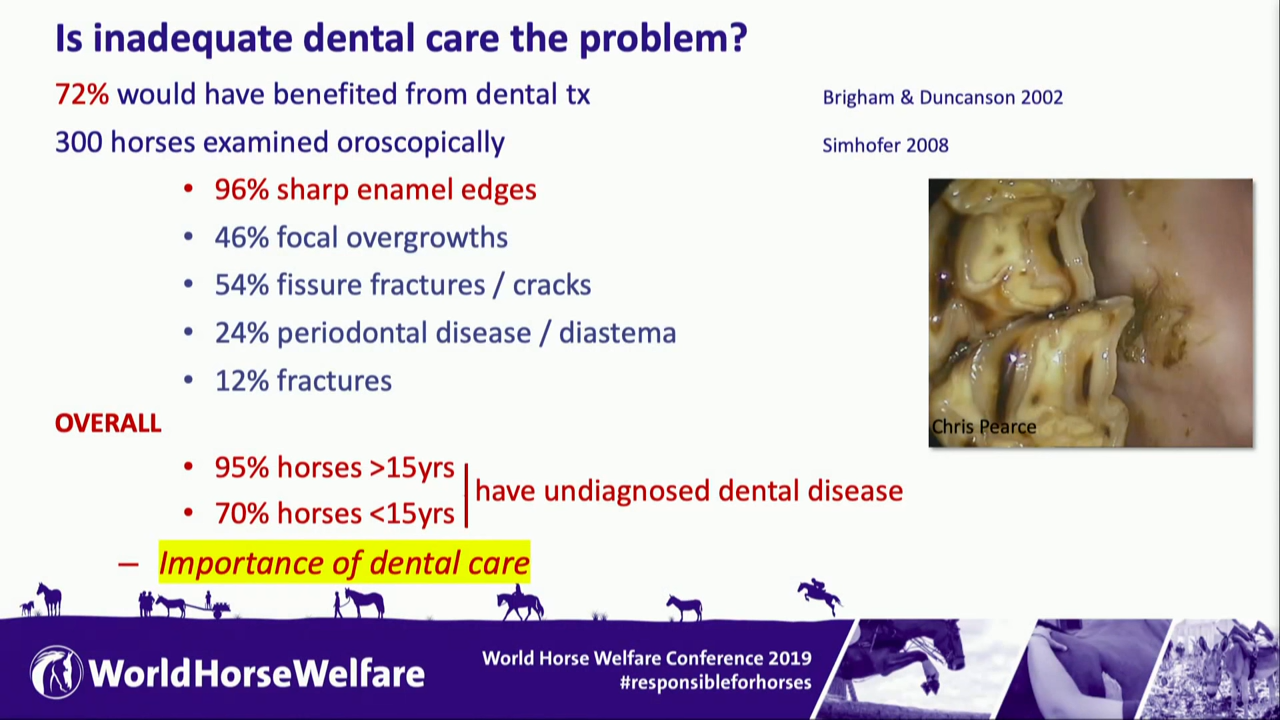 Is inadequate dental care the problem?
72% would have benefited from dental tx
Brigham & Duncanson 2002
300 horses examined oroscopically
Simhofer 2008
• 96% sharp enamel edges
• 46% focal overgrowths
• 54% fissure fractures / cracks
• 24% periodontal disease / diastema
• 12% fractures
Chris Pearce
OVERALL
• 95% horses >15yrs
• 70% horses <15yrs
have undiagnosed dental disease
– Importance of dental care
WorldHorseWelfare
World Horse Welfare Conference 2019
#responsibleforhorses